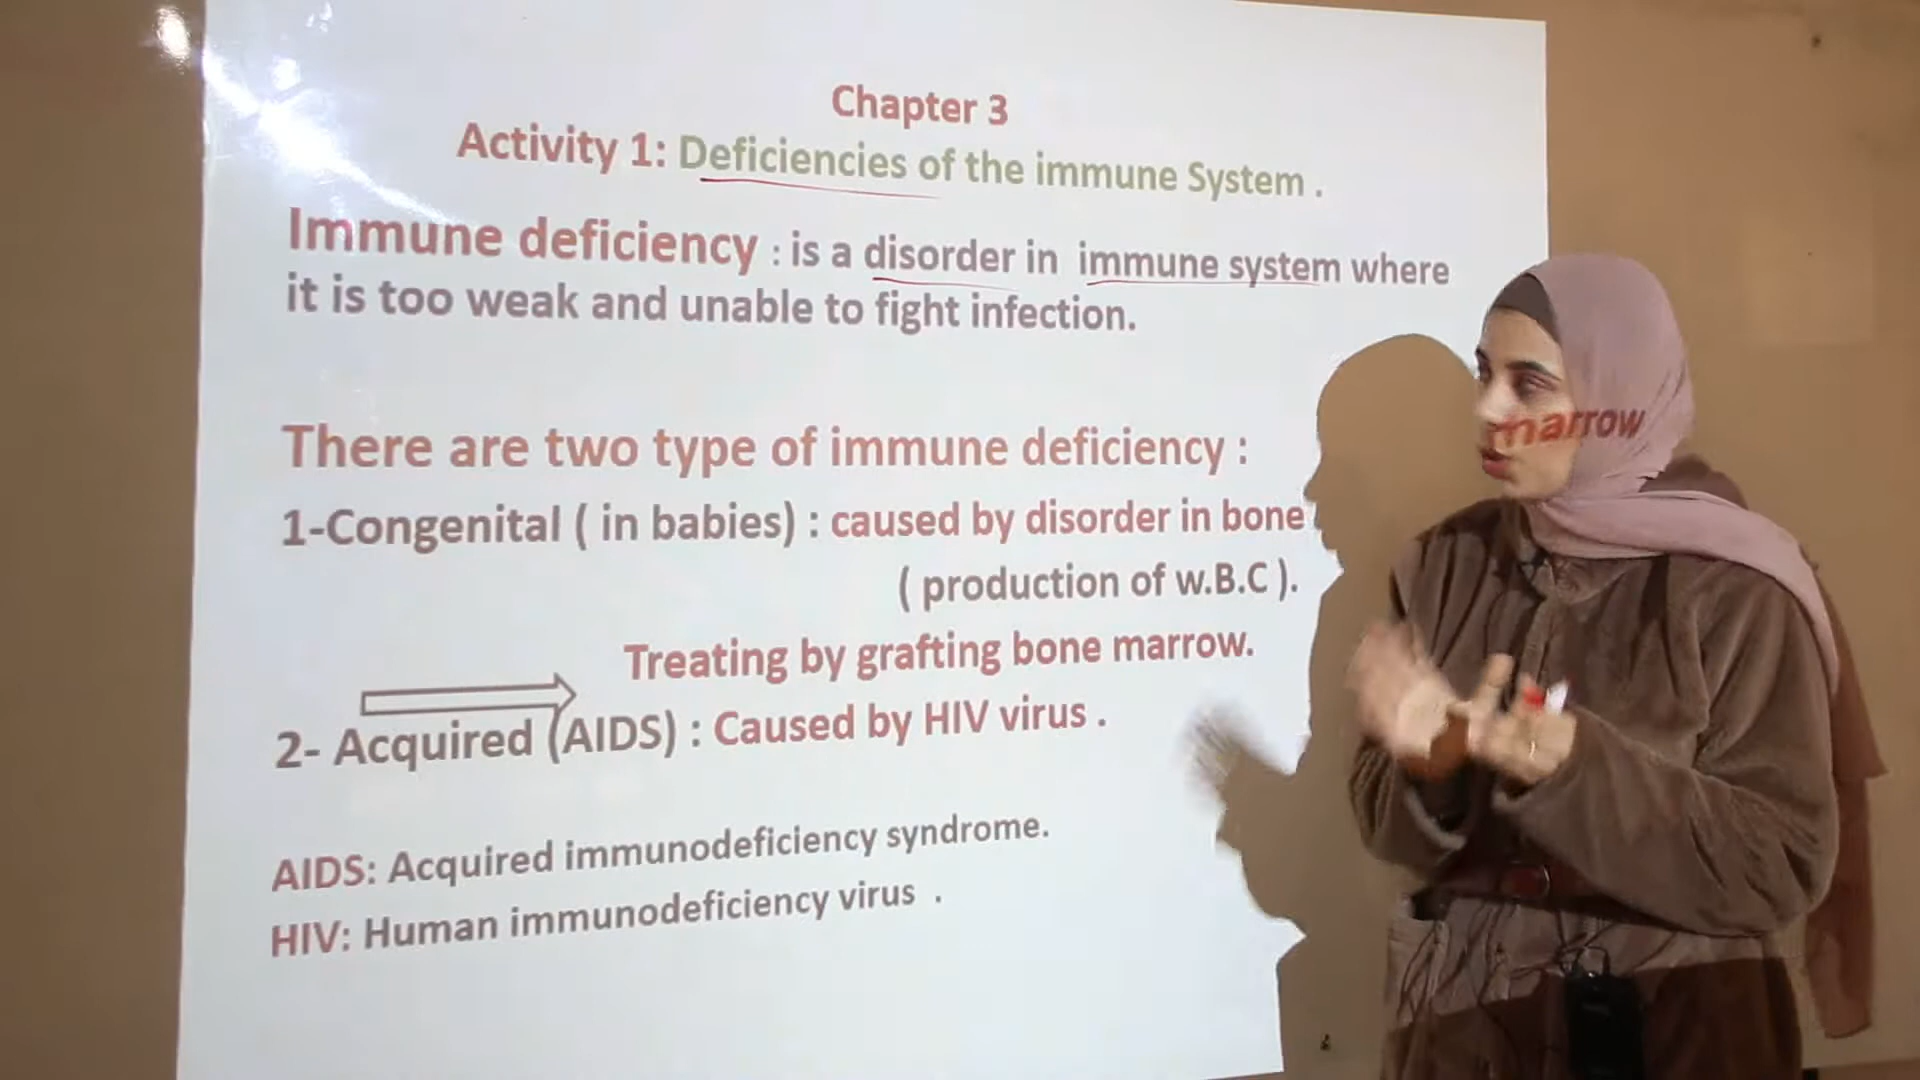 Chapter 3
Activity 1: Deficiencies of the immune System .
Immune deficiency : is a disorder in immune system where
it is too weak and unable to fight infection.
There are two type of immune deficiency :
1-Congenital ( in babies) : caused by disorder in bone marrow
( production of w.B.C ).
Treating by grafting bone marrow.
2- Acquired (AIDS) : Caused by HIV virus .
AIDS: Acquired immunodeficiency syndrome.
HIV: Human immunodeficiency virus .